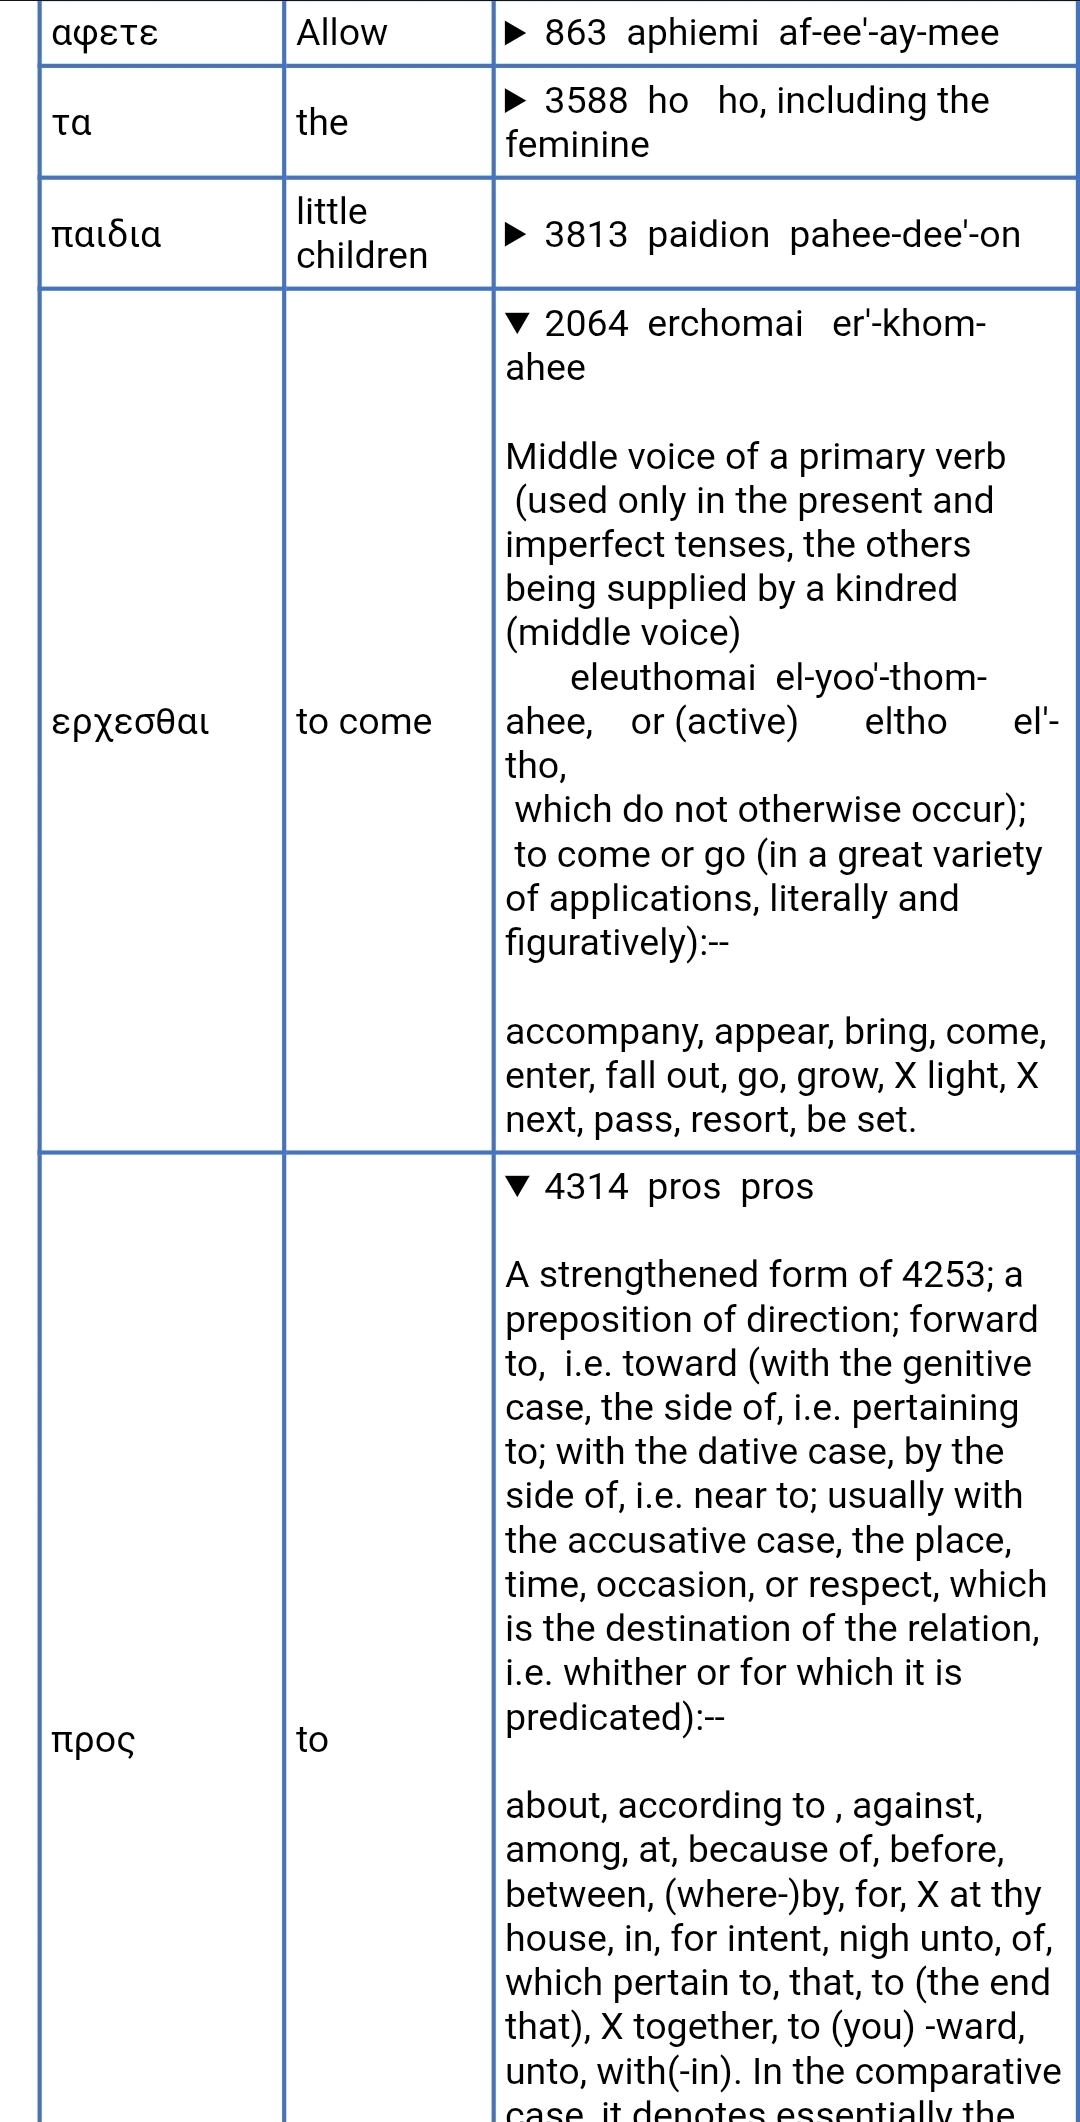 αφετε
Allow
▶ 863 aphiemi af-ee'-ay-mee
τα
the
▶ 3588 ho ho, including the
feminine
παιδια
little
children
▶ 3813 paidion pahee-dee'-on
ερχεσθαι
to come
▼ 2064 erchomai er'-khom-
ahee
Middle voice of a primary verb
(used only in the present and
imperfect tenses, the others
being supplied by a kindred
(middle voice)
eleuthomai el-yoo'-thom-
ahee, or (active) eltho el'-
tho,
which do not otherwise occur);
to come or go (in a great variety
of applications, literally and
figuratively):--
accompany, appear, bring, come,
enter, fall out, go, grow, X light, X
next, pass, resort, be set.
προς
to
▼ 4314 pros pros
A strengthened form of 4253; a
preposition of direction; forward
to, i.e. toward (with the genitive
case, the side of, i.e. pertaining
to; with the dative case, by the
side of, i.e. near to; usually with
the accusative case, the place,
time, occasion, or respect, which
is the destination of the relation,
i.e. whither or for which it is
predicated):--
about, according to , against,
among, at, because of, before,
between, (where-)by, for, X at thy
house, in, for intent, nigh unto, of,
which pertain to, that, to (the end
that), X together, to (you) -ward,
unto, with(-in). In the comparative
case, it denotes essentially the